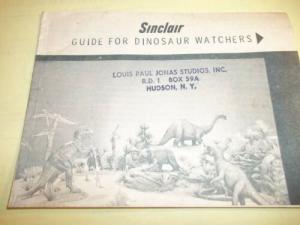 Sinclair
GUIDE FOR DINOSAUR WATCHERS
LOUIS PAUL JONAS STUDIOS, INC.
R.D. 1 BOX 59A
HUDSON, N. Y.